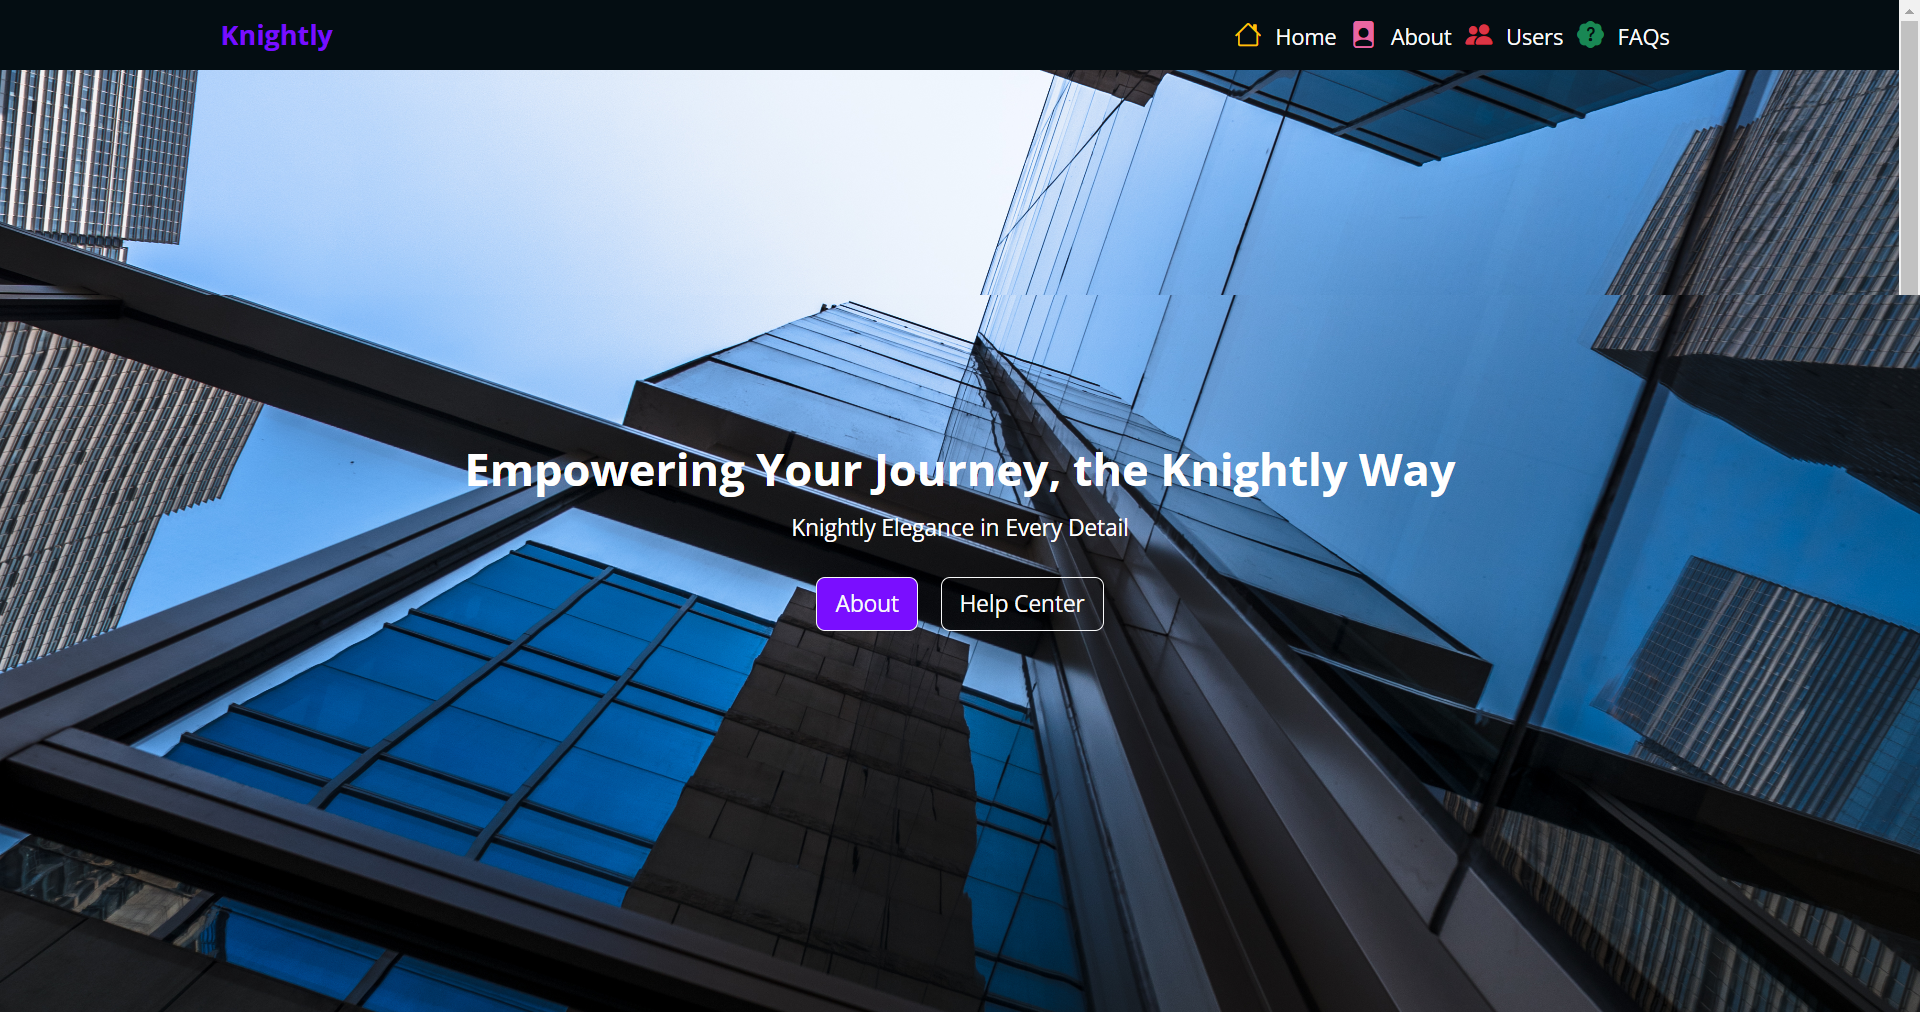 Knightly
Home About Users ? FAQs
Empowering Your Journey, the Knightly Way
Knightly Elegance in Every Detail
About Help Center